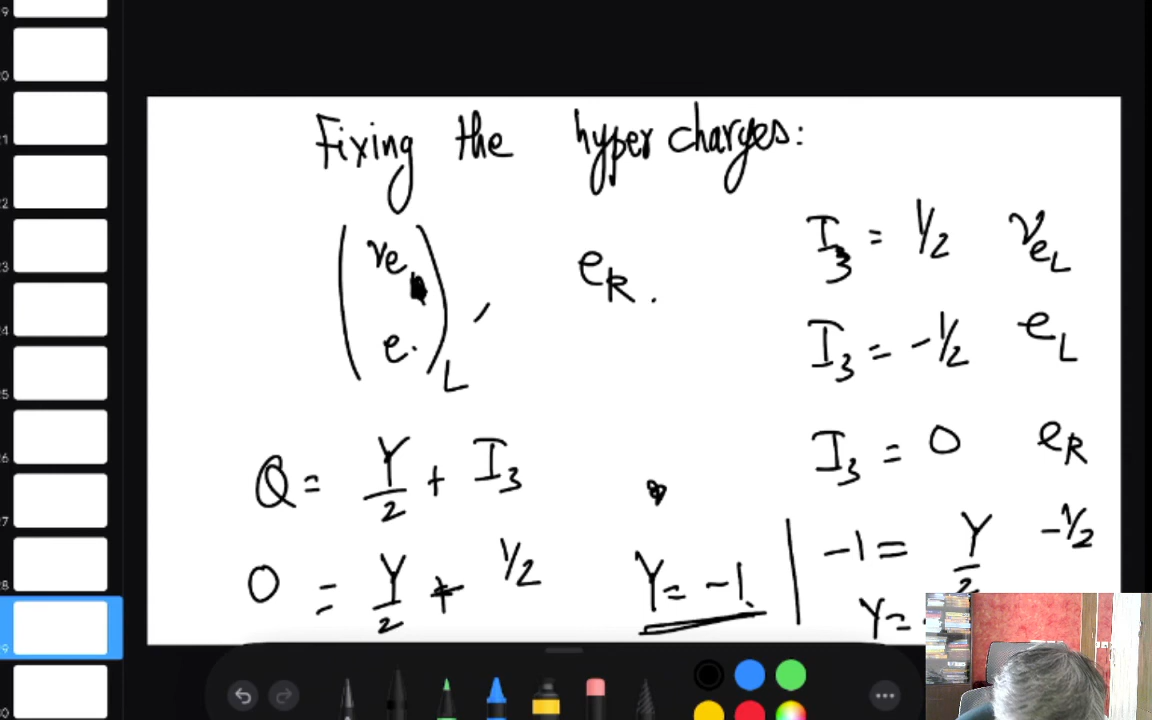 Fixing the hyper charges:
( νe
e )L , eR.
I3 = 1/2 νeL
I3 = -1/2 eL
I3 = 0 eR
Q = Y/2 + I3
0 = Y/2 + 1/2 Y = -1
-1 = Y/2 -1/2
Y =